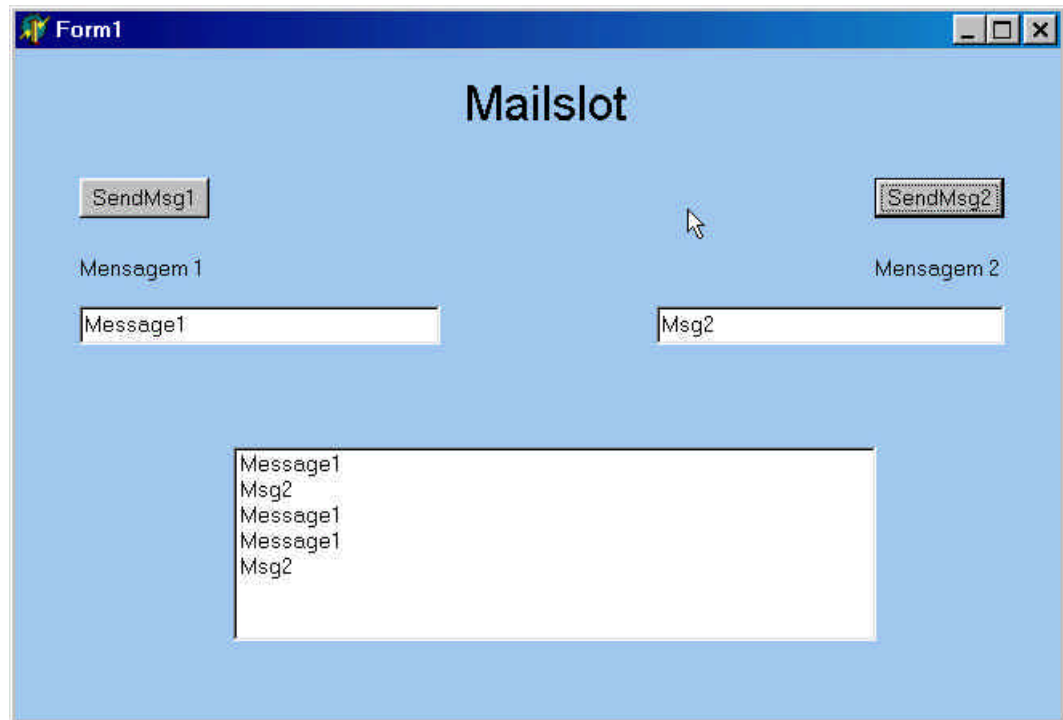 Form1
Mailslot
SendMsg1
SendMsg2
Mensagem 1
Mensagem 2
Message1
Msg2
Message1
Msg2
Message1
Message1
Msg2